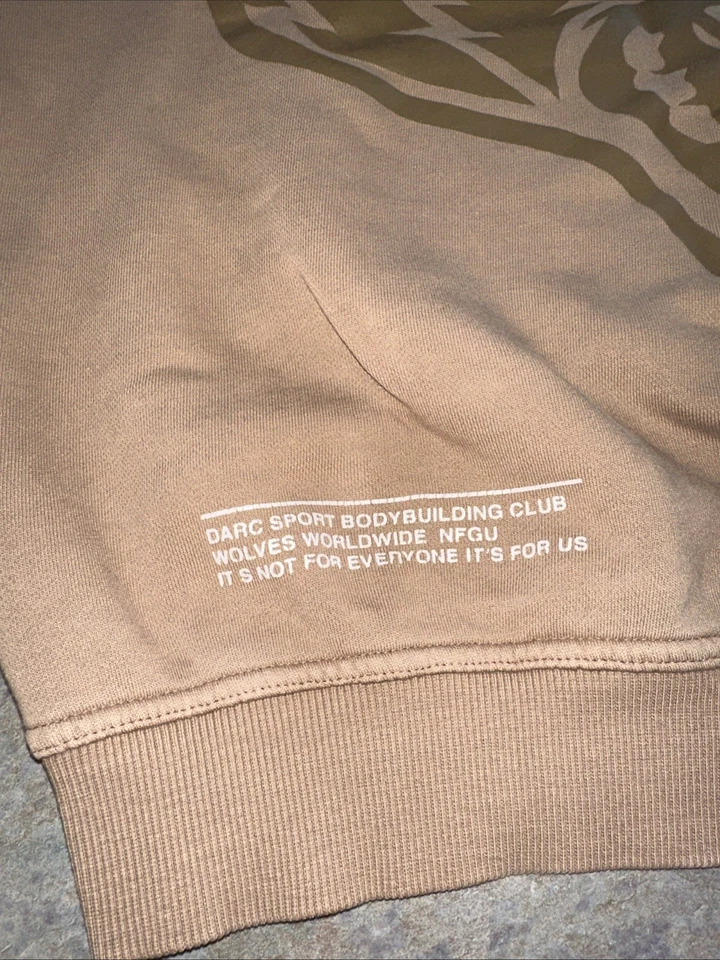 DARC SPORT BODYBUILDING CLUB
WOLVES WORLDWIDE NFGU
IT S NOT FOR EVERYONE IT'S FOR US